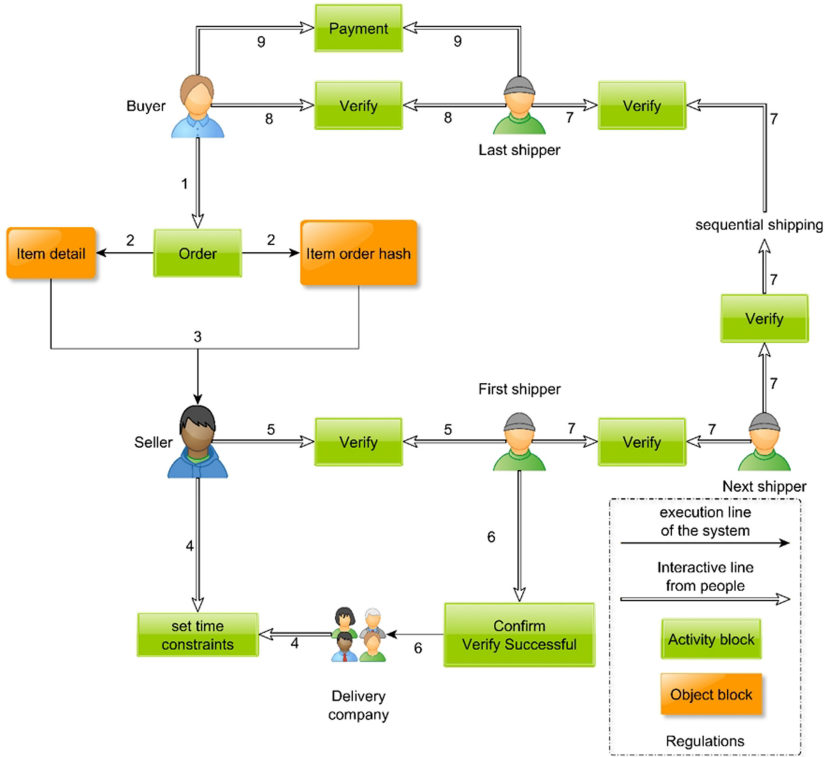 Payment
9
9
Buyer
8
Verify
8
7
Verify
7
Last shipper
1
sequential shipping
Item detail
2
Order
2
Item order hash
7
Verify
3
7
First shipper
Seller
5
Verify
5
7
Verify
7
Next shipper
execution line
of the system
4
6
Interactive line
from people
set time
constraints
4
6
Confirm
Verify Successful
Activity block
Delivery
company
Object block
Regulations